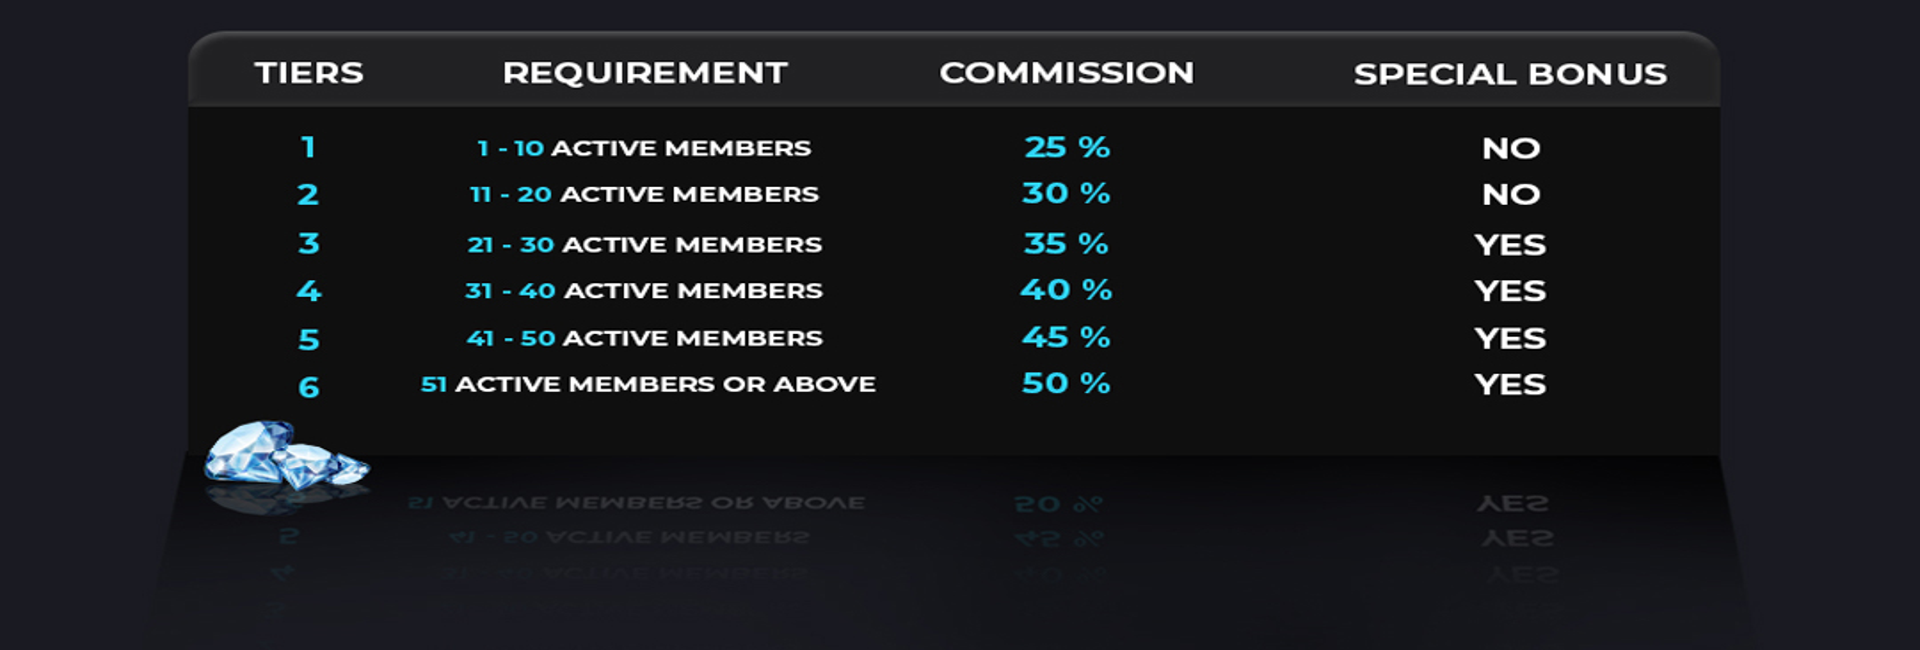 TIERS REQUIREMENT COMMISSION SPECIAL BONUS
1 1 - 10 ACTIVE MEMBERS 25 % NO
2 11 - 20 ACTIVE MEMBERS 30 % NO
3 21 - 30 ACTIVE MEMBERS 35 % YES
4 31 - 40 ACTIVE MEMBERS 40 % YES
5 41 - 50 ACTIVE MEMBERS 45 % YES
6 51 ACTIVE MEMBERS OR ABOVE 50 % YES